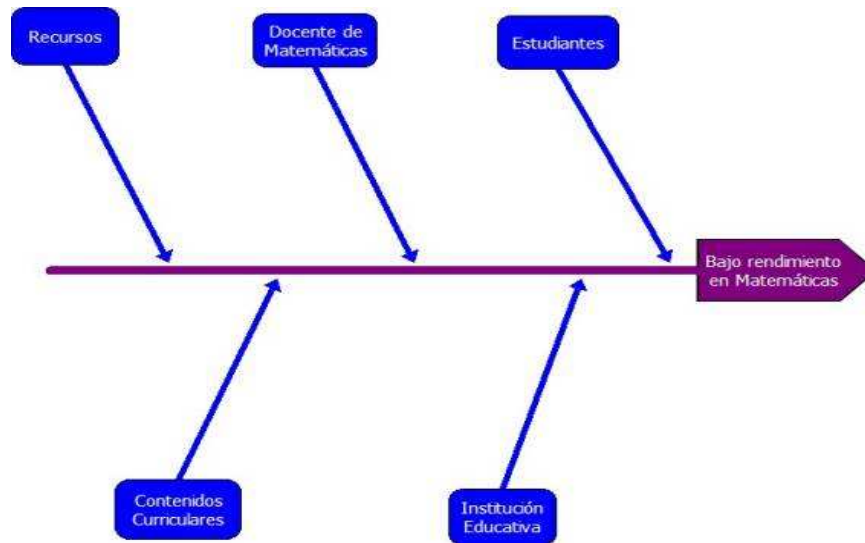 Recursos
Docente de
Matemáticas
Estudiantes
Bajo rendimiento
en Matemáticas
Contenidos
Curriculares
Institución
Educativa